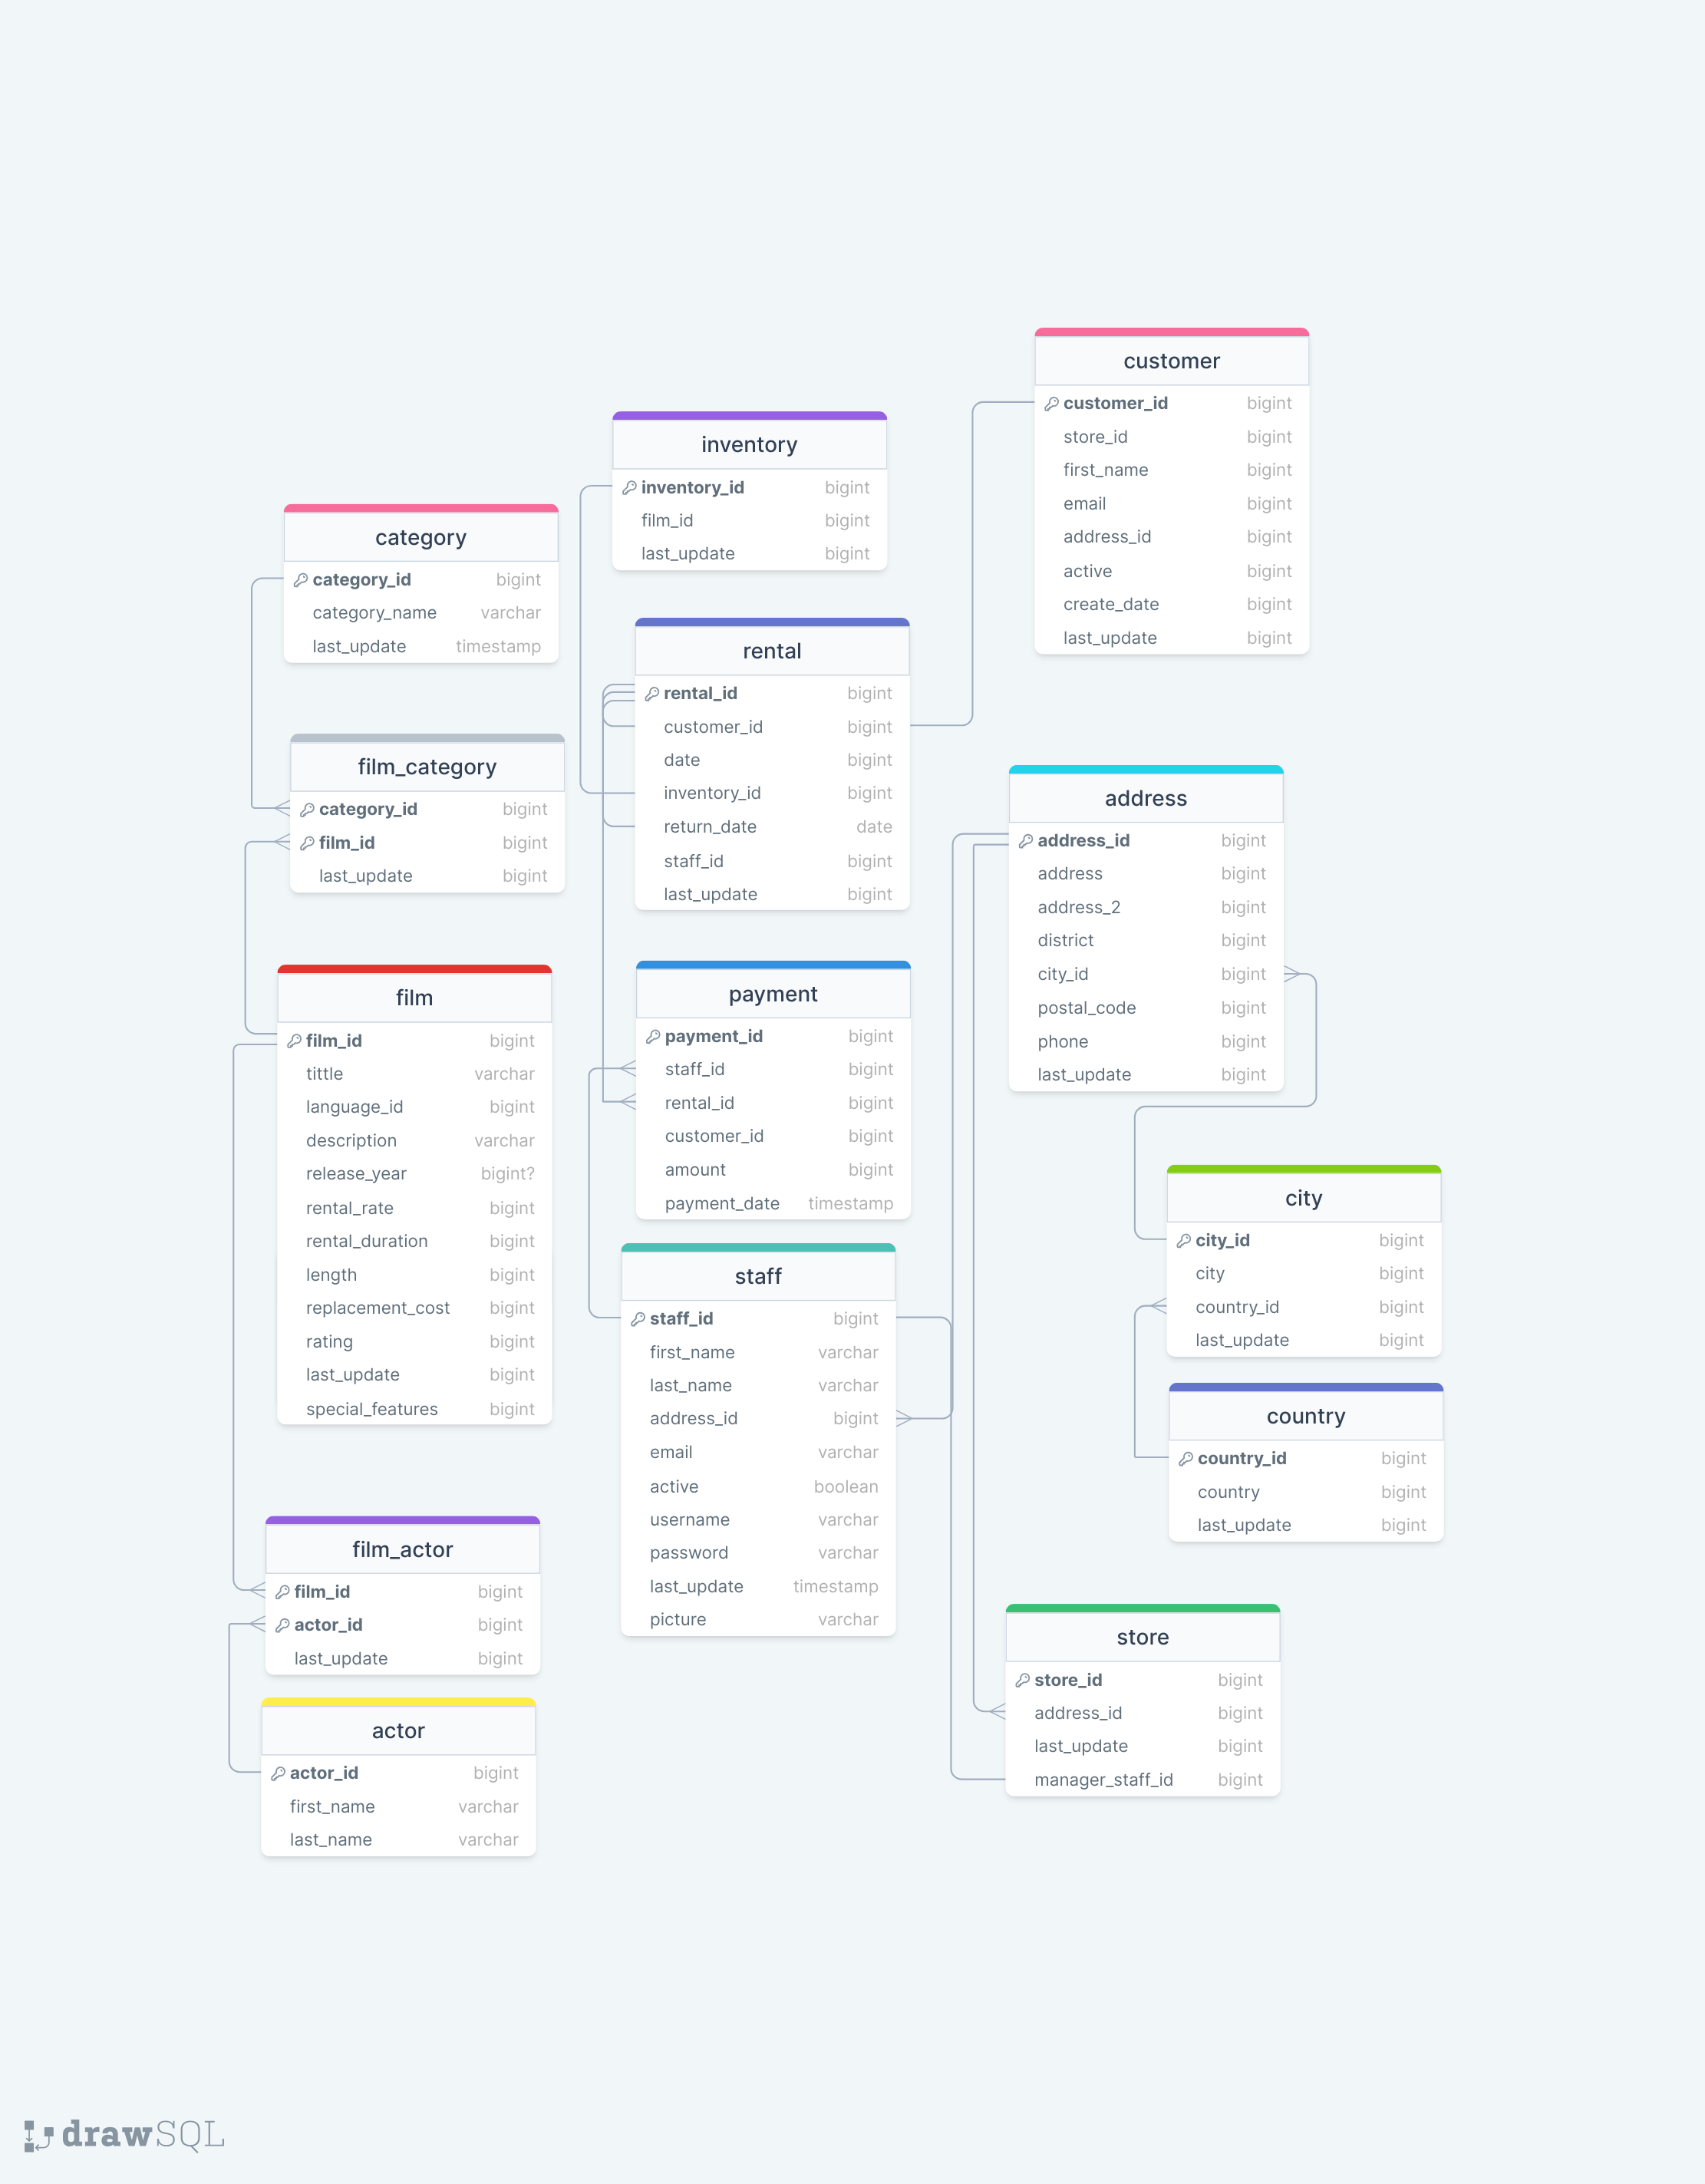 customer
customer_id bigint
store_id bigint
first_name bigint
email bigint
address_id bigint
active bigint
create_date bigint
last_update bigint
inventory
inventory_id bigint
film_id bigint
last_update bigint
category
category_id bigint
category_name varchar
last_update timestamp
rental
rental_id bigint
customer_id bigint
date bigint
inventory_id bigint
return_date date
staff_id bigint
last_update bigint
film_category
category_id bigint
film_id bigint
last_update bigint
address
address_id bigint
address bigint
address_2 bigint
district bigint
city_id bigint
postal_code bigint
phone bigint
last_update bigint
film
film_id bigint
tittle varchar
language_id bigint
description varchar
release_year bigint?
rental_rate bigint
rental_duration bigint
length bigint
replacement_cost bigint
rating bigint
last_update bigint
special_features bigint
payment
payment_id bigint
staff_id bigint
rental_id bigint
customer_id bigint
amount bigint
payment_date timestamp
city
city_id bigint
city bigint
country_id bigint
last_update bigint
staff
staff_id bigint
first_name varchar
last_name varchar
address_id bigint
email varchar
active boolean
username varchar
password varchar
last_update timestamp
picture varchar
country
country_id bigint
country bigint
last_update bigint
film_actor
film_id bigint
actor_id bigint
last_update bigint
store
store_id bigint
address_id bigint
last_update bigint
manager_staff_id bigint
actor
actor_id bigint
first_name varchar
last_name varchar
drawSQL